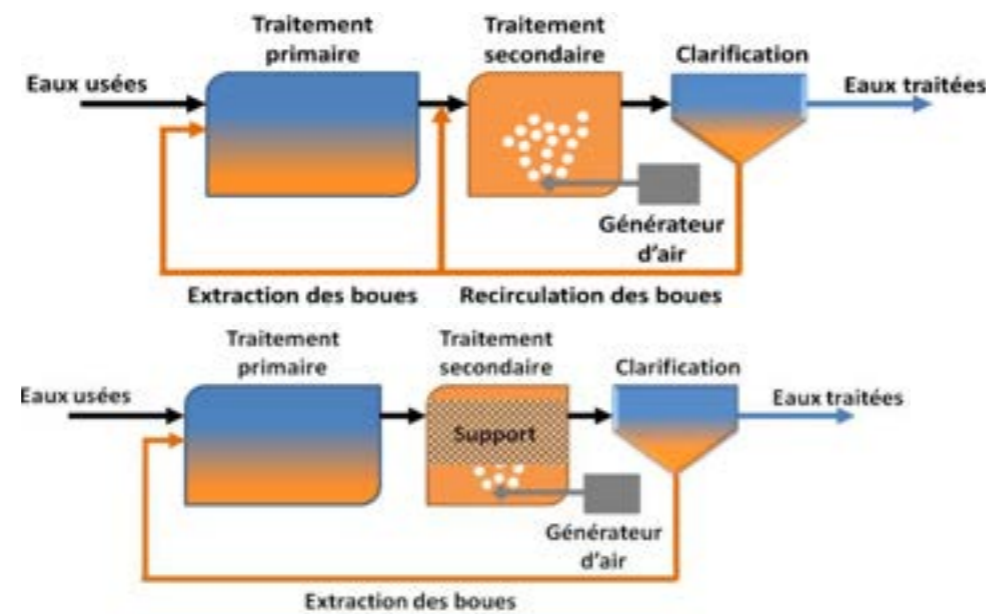 Traitement
primaire
Traitement
secondaire
Clarification
Eaux usées
Eaux traitées
Générateur
d'air
Extraction des boues
Recirculation des boues
Traitement
primaire
Traitement
secondaire
Clarification
Eaux usées
Eaux traitées
Support
Générateur
d'air
Extraction des boues